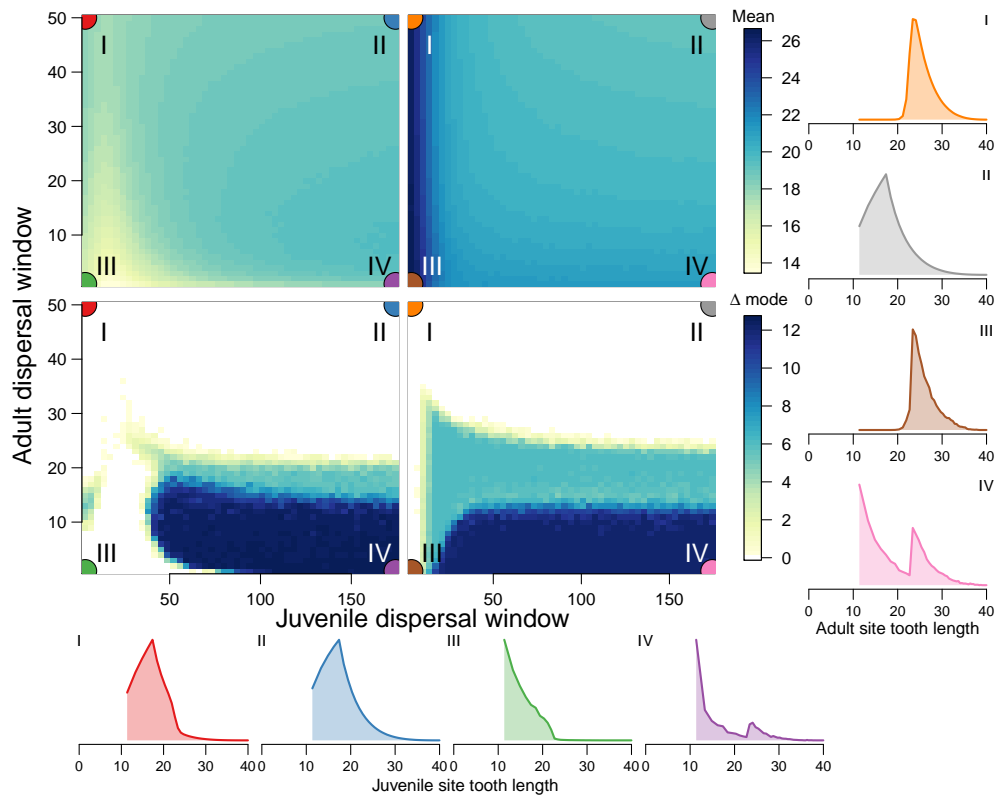 Mean
Adult dispersal window
50
40
30
20
10
I
II
III
IV
I
II
III
IV
26
24
22
20
18
16
14
50
40
30
20
10
I
II
III
IV
I
II
III
IV
Δ mode
12
10
8
6
4
2
0
50
100
150
50
100
150
Juvenile dispersal window
I
0
10
20
30
40
II
0
10
20
30
40
III
0
10
20
30
40
IV
0
10
20
30
40
Adult site tooth length
I
II
III
IV
0 10 20 30 40
0 10 20 30 40
0 10 20 30 40
0 10 20 30 40
Juvenile site tooth length